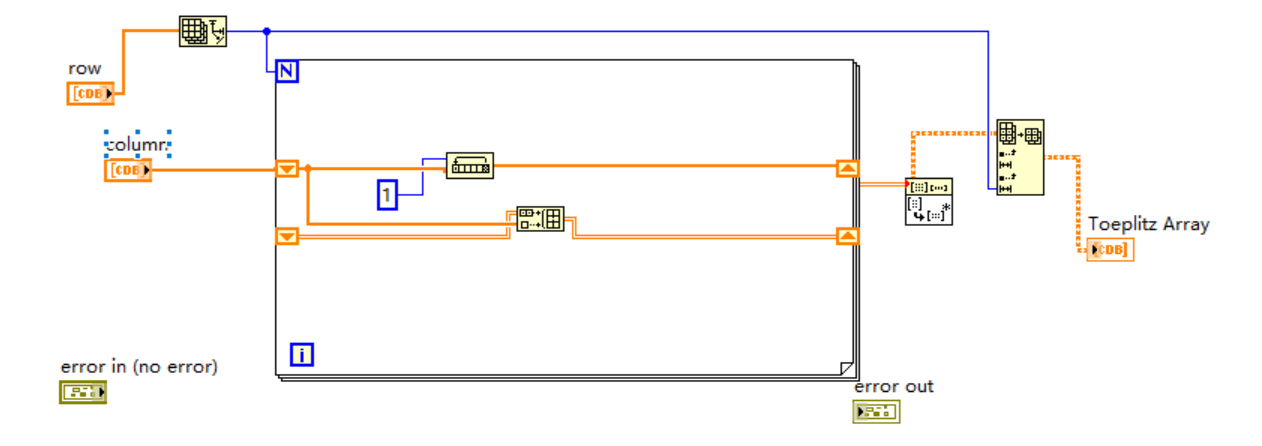 row
[CDB]
N
column
[CDB]
1
Toeplitz Array
[CDB]
i
error in (no error)
error out